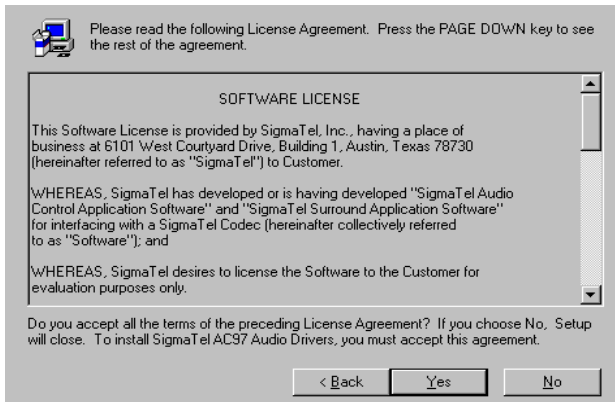 Please read the following License Agreement. Press the PAGE DOWN key to see
the rest of the agreement.
SOFTWARE LICENSE
This Software License is provided by SigmaTel, Inc., having a place of
business at 6101 West Courtyard Drive, Building 1, Austin, Texas 78730
(hereinafter referred to as "SigmaTel") to Customer.
WHEREAS, SigmaTel has developed or is having developed "SigmaTel Audio
Control Application Software" and "SigmaTel Surround Application Software"
for interfacing with a SigmaTel Codec (hereinafter collectively referred
to as "Software"); and
WHEREAS, SigmaTel desires to license the Software to the Customer for
evaluation purposes only.
Do you accept all the terms of the preceding License Agreement? If you choose No, Setup
will close. To install SigmaTel AC97 Audio Drivers, you must accept this agreement.
< Back
Yes
No